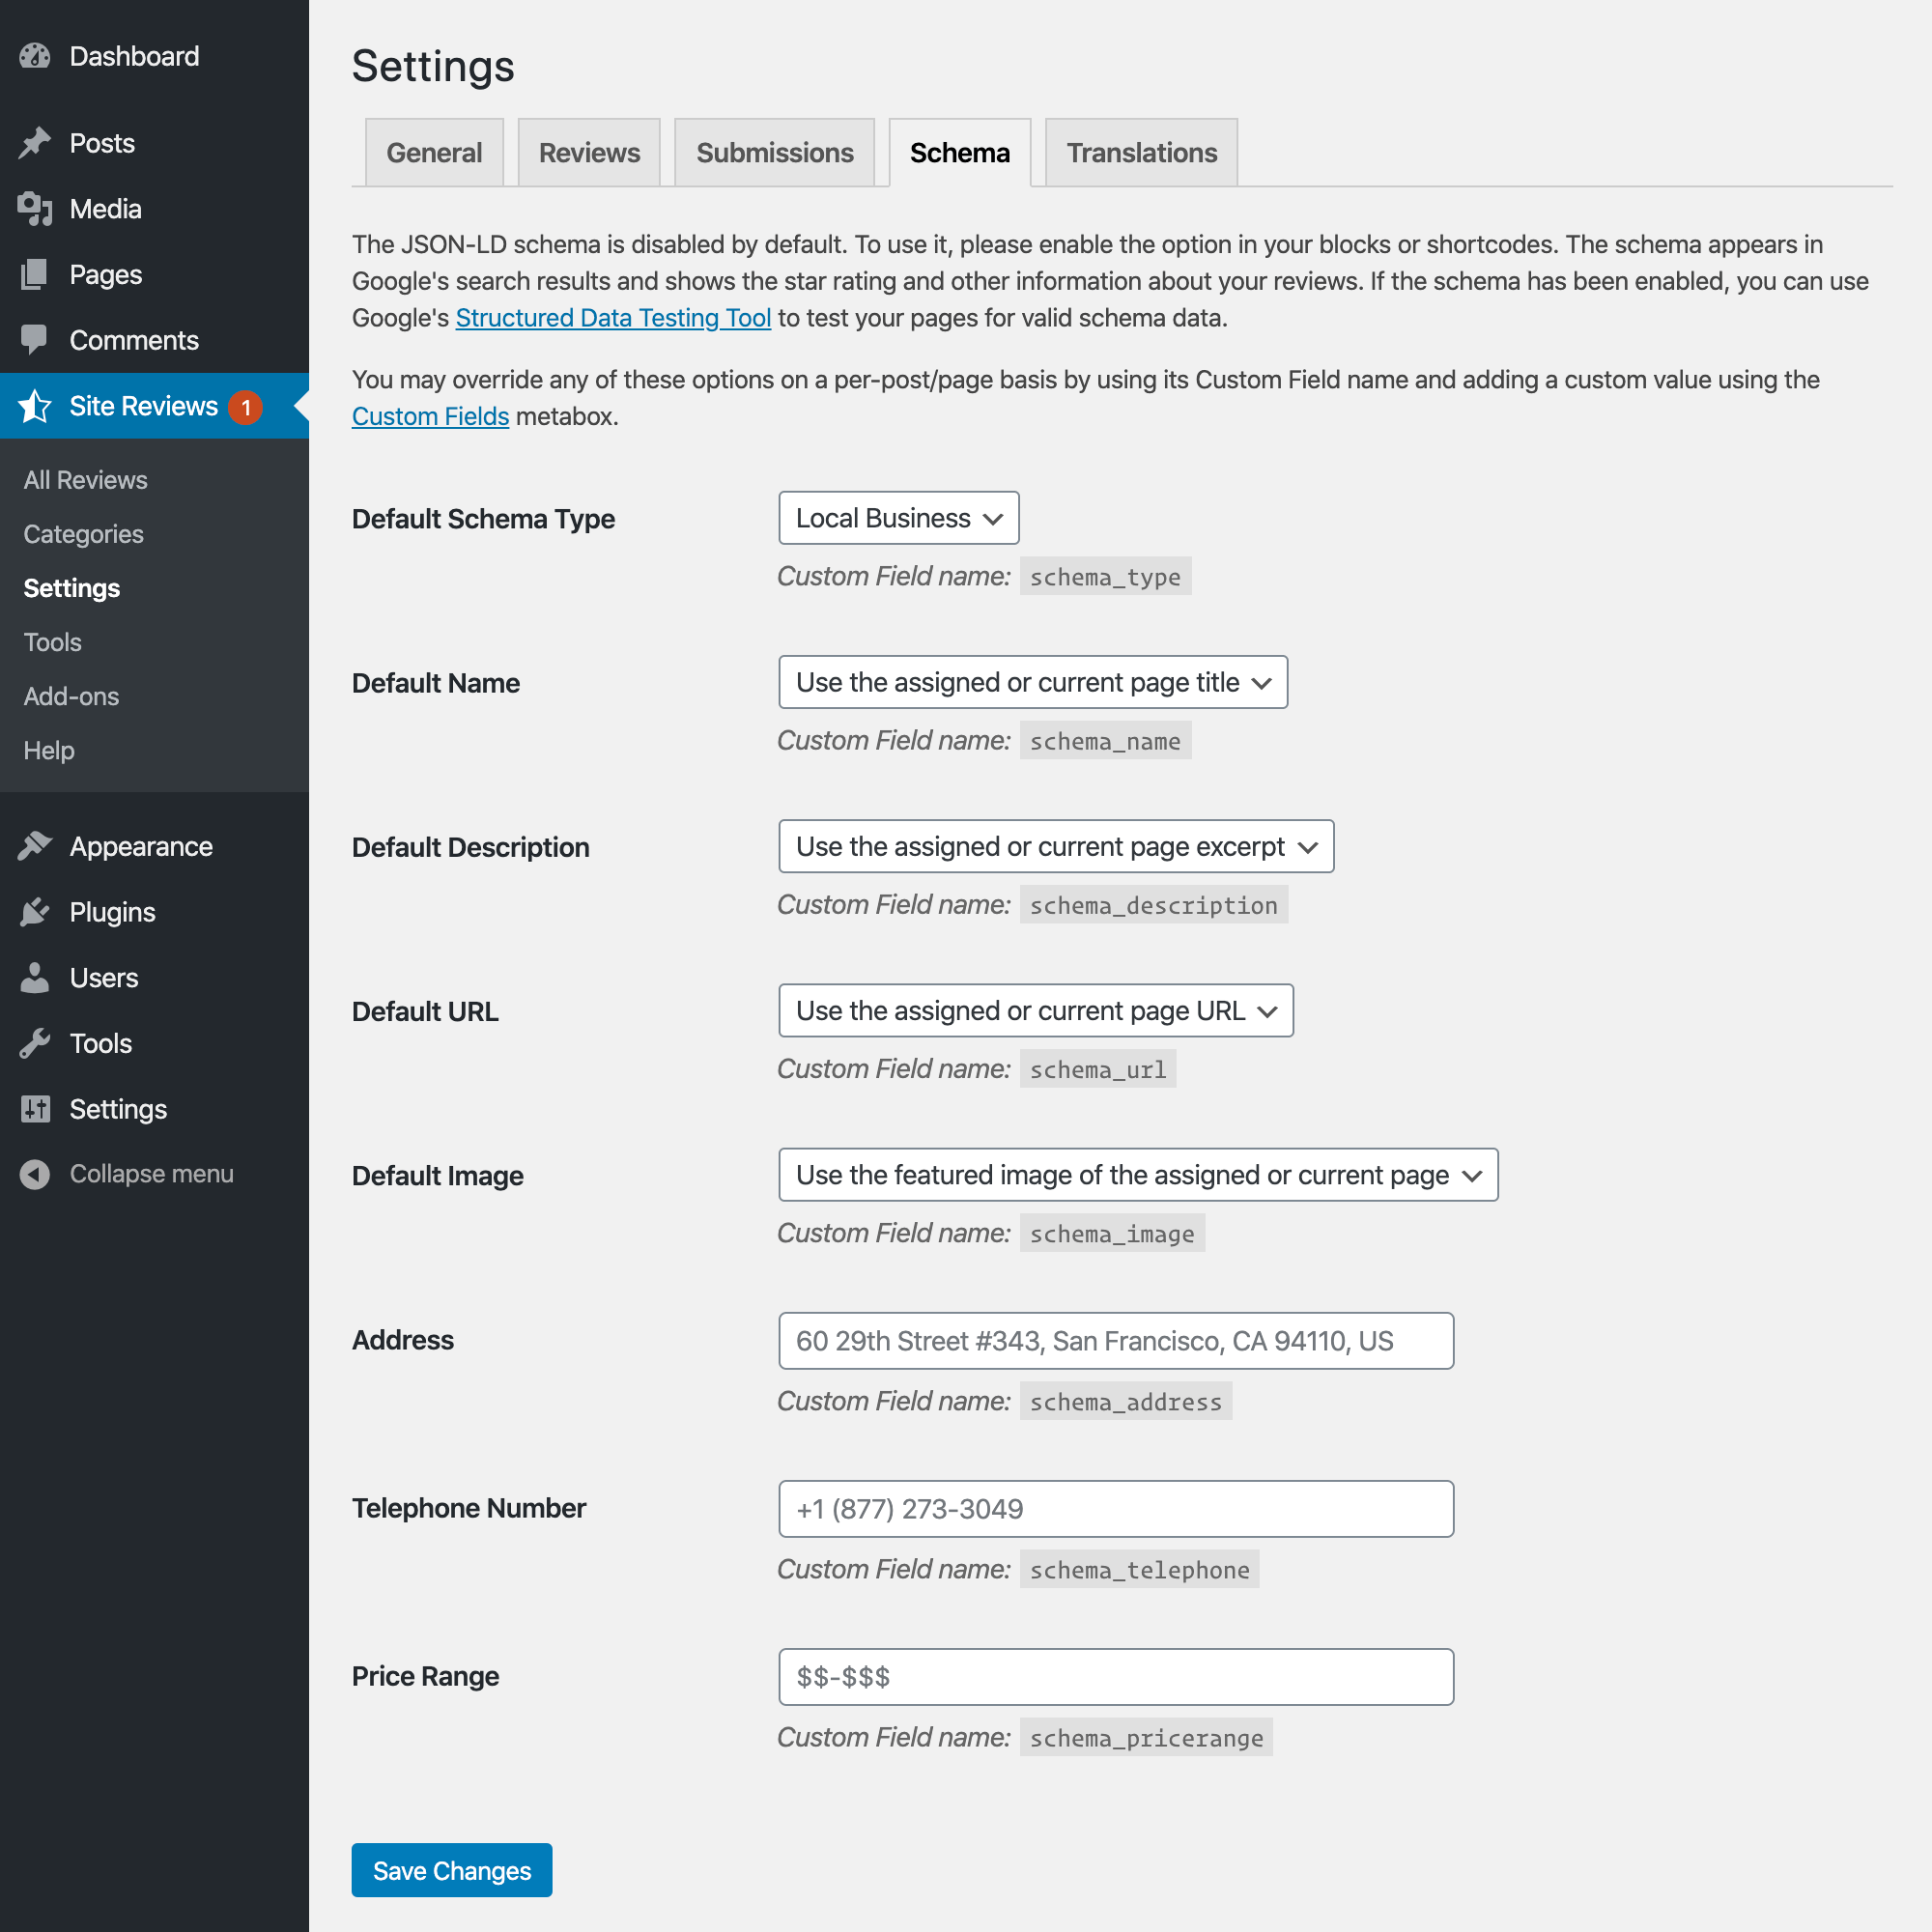 Dashboard
Posts
Media
Pages
Comments
Site Reviews 1
All Reviews
Categories
Settings
Tools
Add-ons
Help
Appearance
Plugins
Users
Tools
Settings
Collapse menu
Settings
General Reviews Submissions Schema Translations
The JSON-LD schema is disabled by default. To use it, please enable the option in your blocks or shortcodes. The schema appears in
Google's search results and shows the star rating and other information about your reviews. If the schema has been enabled, you can use
Google's Structured Data Testing Tool to test your pages for valid schema data.
You may override any of these options on a per-post/page basis by using its Custom Field name and adding a custom value using the
Custom Fields metabox.
Default Schema Type Local Business
Custom Field name: schema_type
Default Name Use the assigned or current page title
Custom Field name: schema_name
Default Description Use the assigned or current page excerpt
Custom Field name: schema_description
Default URL Use the assigned or current page URL
Custom Field name: schema_url
Default Image Use the featured image of the assigned or current page
Custom Field name: schema_image
Address 60 29th Street #343, San Francisco, CA 94110, US
Custom Field name: schema_address
Telephone Number +1 (877) 273-3049
Custom Field name: schema_telephone
Price Range $$-$$$
Custom Field name: schema_pricerange
Save Changes